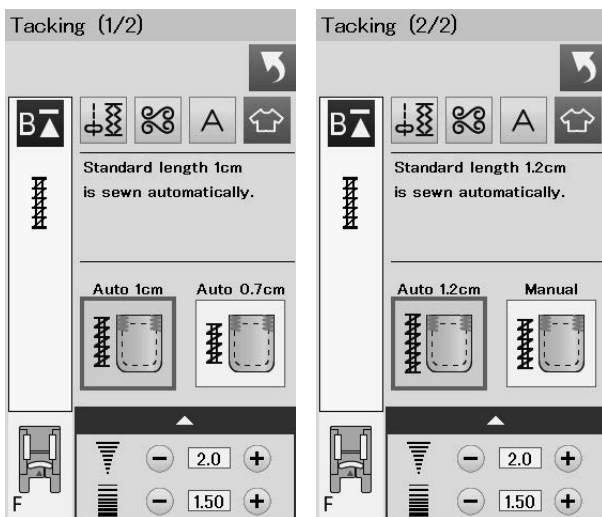 Tacking (1/2)
B
A
Standard length 1cm
is sewn automatically.
Auto 1cm
Auto 0.7cm
2.0
1.50
F
Tacking (2/2)
B
A
Standard length 1.2cm
is sewn automatically.
Auto 1.2cm
Manual
2.0
1.50
F